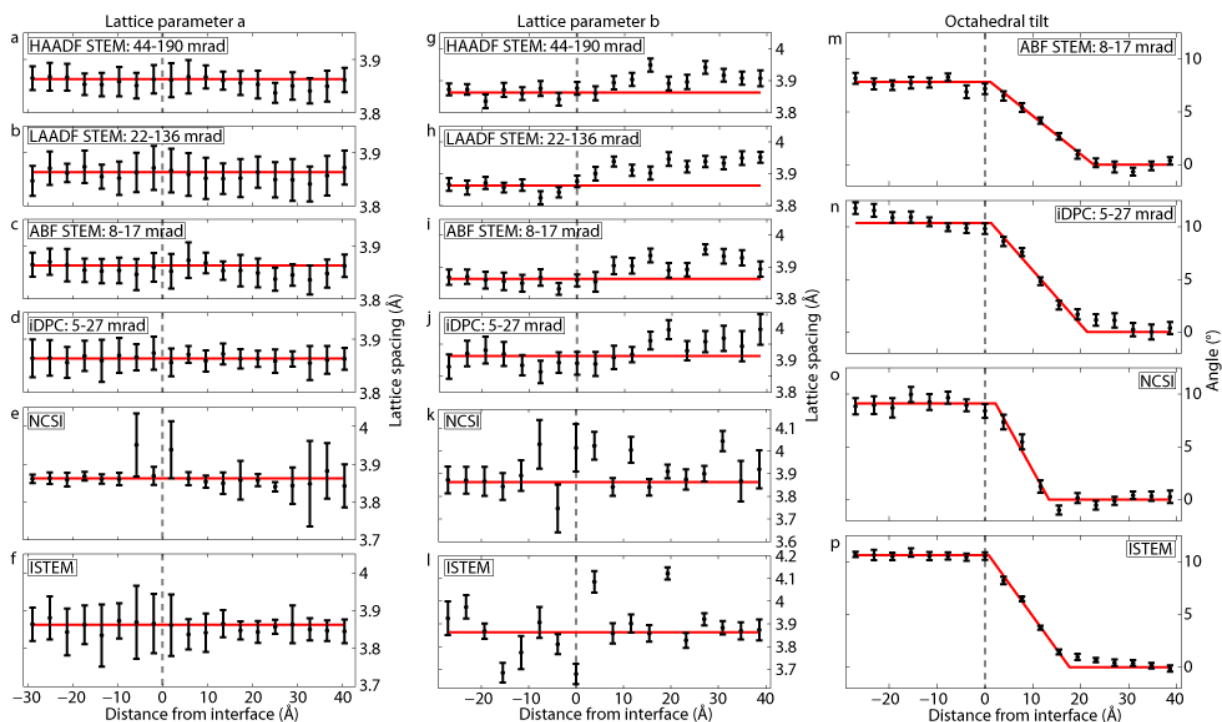 Lattice parameter a
a
HAADF STEM: 44-190 mrad
3.9
3.8
b
LAADF STEM: 22-136 mrad
3.9
3.8
c
ABF STEM: 8-17 mrad
3.9
3.8
d
iDPC: 5-27 mrad
3.9
3.8
e
NCSI
4
3.9
3.8
3.7
f
ISTEM
4
3.9
3.8
3.7
Lattice spacing (Å)
−30 −20 −10 0 10 20 30 40
Distance from interface (Å)
Lattice parameter b
g
HAADF STEM: 44-190 mrad
4
3.9
3.8
h
LAADF STEM: 22-136 mrad
4
3.9
3.8
i
ABF STEM: 8-17 mrad
4
3.9
3.8
j
iDPC: 5-27 mrad
4
3.9
3.8
k
NCSI
4.1
4
3.9
3.8
3.7
3.6
l
ISTEM
4.2
4.1
4
3.9
3.8
3.7
Lattice spacing (Å)
−30 −20 −10 0 10 20 30 40
Distance from interface (Å)
Octahedral tilt
m
ABF STEM: 8-17 mrad
10
5
0
n
iDPC: 5-27 mrad
10
5
0
o
NCSI
10
5
0
p
ISTEM
10
5
0
Angle (°)
−30 −20 −10 0 10 20 30 40
Distance from interface (Å)